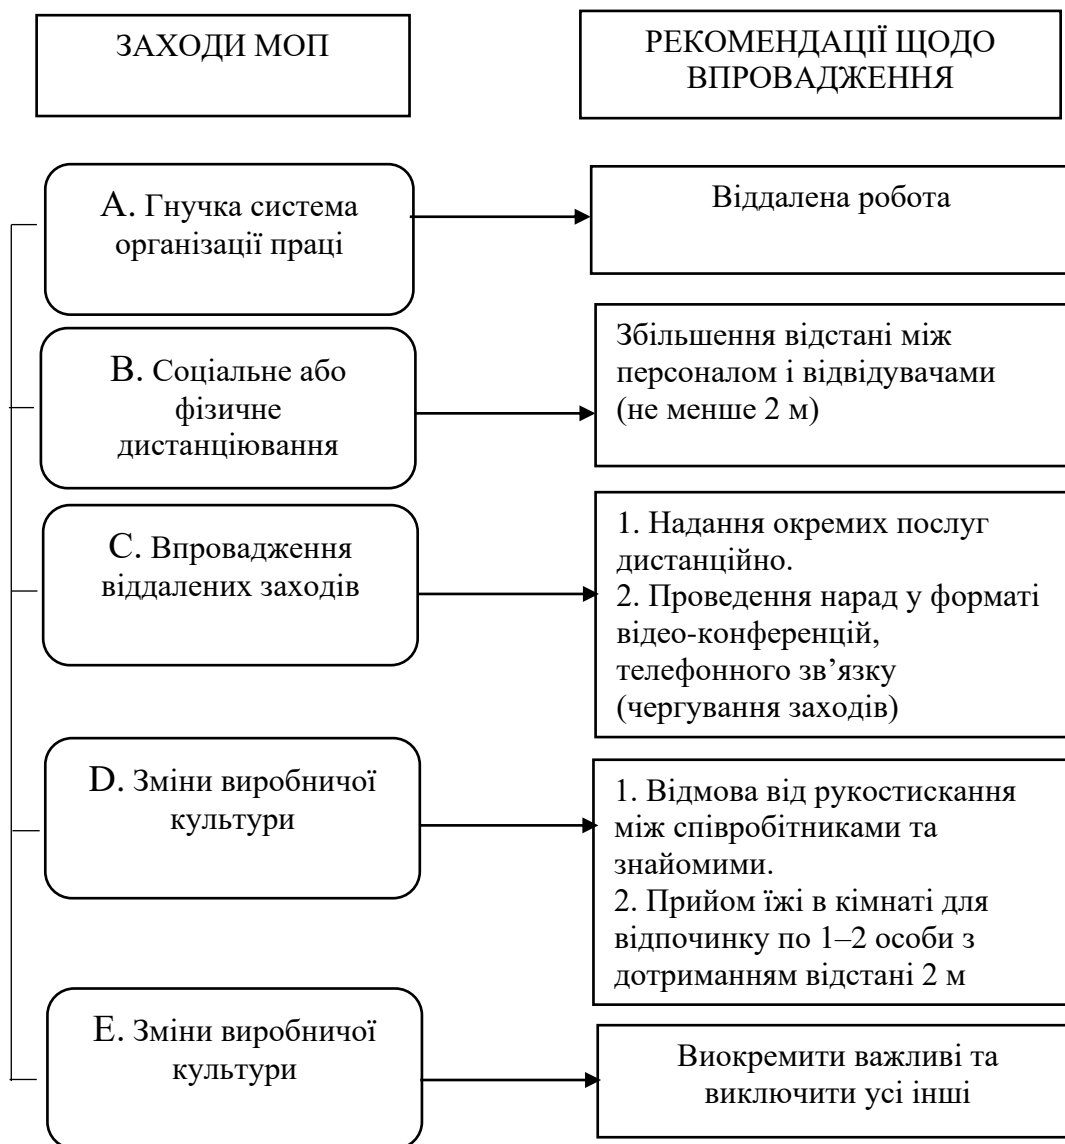 ЗАХОДИ МОП
РЕКОМЕНДАЦІЇ ЩОДО
ВПРОВАДЖЕННЯ
A. Гнучка система
організації праці
Віддалена робота
B. Соціальне або
фізичне
дистанціювання
Збільшення відстані між
персоналом і відвідувачами
(не менше 2 м)
C. Впровадження
віддалених заходів
1. Надання окремих послуг
дистанційно.
2. Проведення нарад у форматі
відео-конференцій,
телефонного зв’язку
(чергування заходів)
D. Зміни виробничої
культури
1. Відмова від рукостискання
між співробітниками та
знайомими.
2. Прийом їжі в кімнаті для
відпочинку по 1–2 особи з
дотриманням відстані 2 м
E. Зміни виробничої
культури
Виокремити важливі та
виключити усі інші